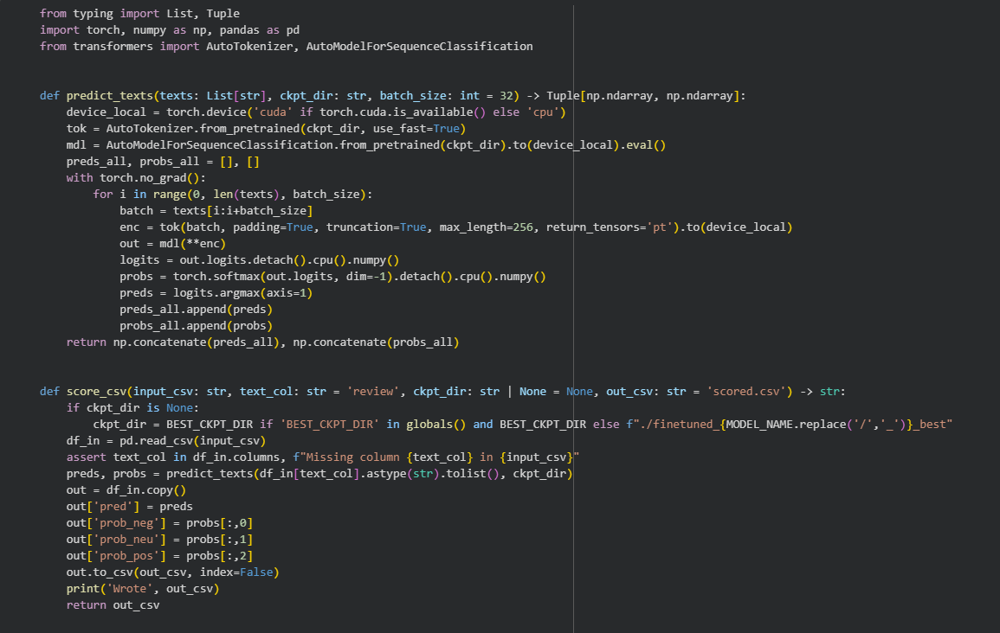 from typing import List, Tuple
import torch, numpy as np, pandas as pd
from transformers import AutoTokenizer, AutoModelForSequenceClassification
def predict_texts(texts: List[str], ckpt_dir: str, batch_size: int = 32) -> Tuple[np.ndarray, np.ndarray]:
    device_local = torch.device('cuda' if torch.cuda.is_available() else 'cpu')
    tok = AutoTokenizer.from_pretrained(ckpt_dir, use_fast=True)
    mdl = AutoModelForSequenceClassification.from_pretrained(ckpt_dir).to(device_local).eval()
    preds_all, probs_all = [], []
    with torch.no_grad():
        for i in range(0, len(texts), batch_size):
            batch = texts[i:i+batch_size]
            enc = tok(batch, padding=True, truncation=True, max_length=256, return_tensors='pt').to(device_local)
            out = mdl(**enc)
            logits = out.logits.detach().cpu().numpy()
            probs = torch.softmax(out.logits, dim=-1).detach().cpu().numpy()
            preds = logits.argmax(axis=1)
            preds_all.append(preds)
            probs_all.append(probs)
    return np.concatenate(preds_all), np.concatenate(probs_all)
def score_csv(input_csv: str, text_col: str = 'review', ckpt_dir: str | None = None, out_csv: str = 'scored.csv') -> str:
    if ckpt_dir is None:
        ckpt_dir = BEST_CKPT_DIR if 'BEST_CKPT_DIR' in globals() and BEST_CKPT_DIR else f"./finetuned_{MODEL_NAME.replace('/','_')}_best"
    df_in = pd.read_csv(input_csv)
    assert text_col in df_in.columns, f"Missing column {text_col} in {input_csv}"
    preds, probs = predict_texts(df_in[text_col].astype(str).tolist(), ckpt_dir)
    out = df_in.copy()
    out['pred'] = preds
    out['prob_neg'] = probs[:,0]
    out['prob_neu'] = probs[:,1]
    out['prob_pos'] = probs[:,2]
    out.to_csv(out_csv, index=False)
    print('Wrote', out_csv)
    return out_csv